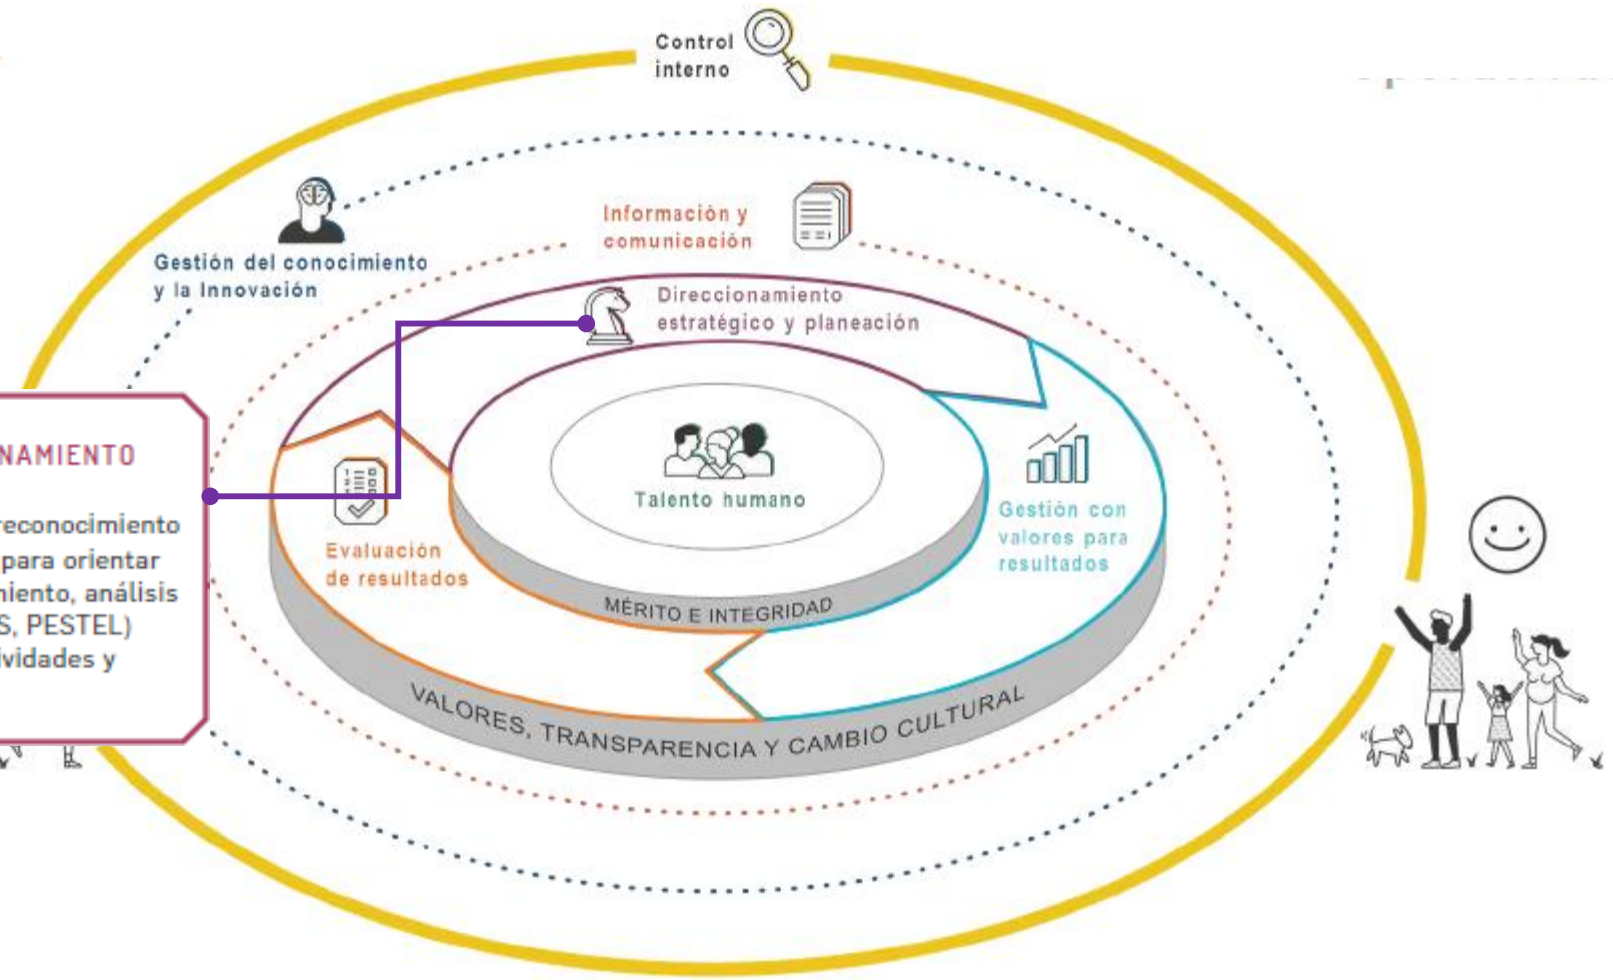 Control
interno
Información y
comunicación
Gestión del conocimiento
y la Innovación
Direccionamiento
estratégico y planeación
Talento humano
Gestión con
valores para
resultados
Evaluación
de resultados
MÉRITO E INTEGRIDAD
VALORES, TRANSPARENCIA Y CAMBIO CULTURAL
NAMIENTO
reconocimiento
para orientar
miento, análisis
S, PESTEL)
ividades y